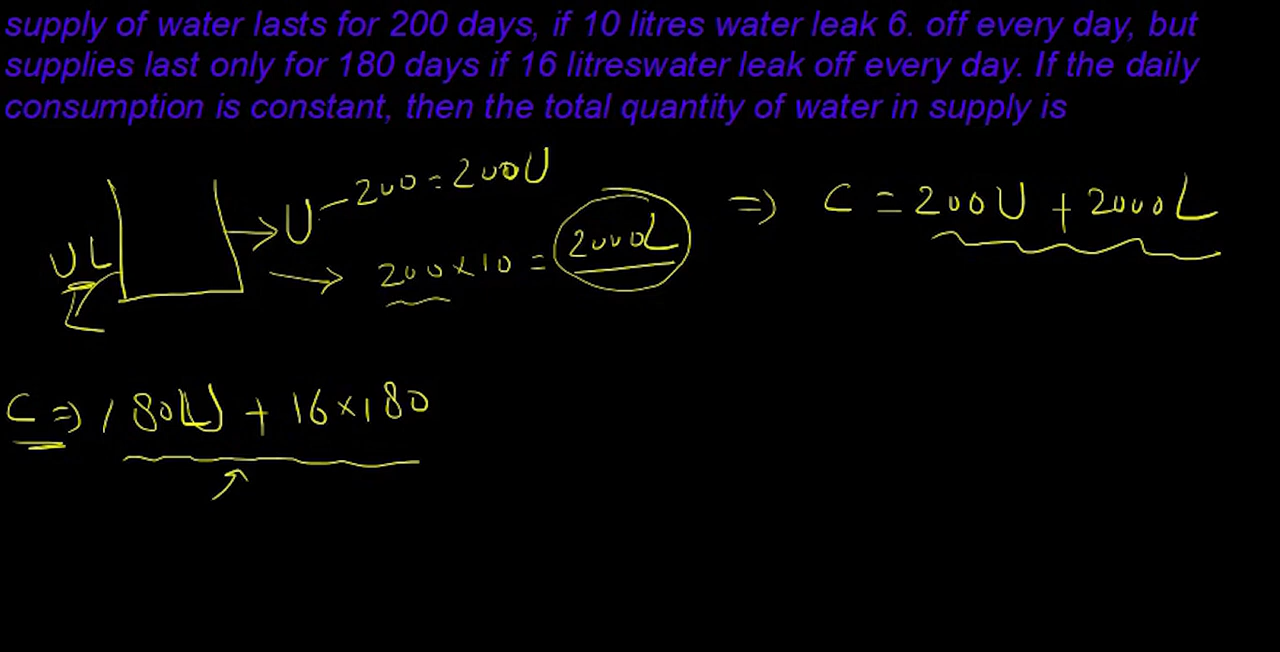 supply of water lasts for 200 days, if 10 litres water leak 6. off every day, but
supplies last only for 180 days if 16 litreswater leak off every day. If the daily
consumption is constant, then the total quantity of water in supply is
U - 200 = 200U
⇒ C = 200U + 2000L
UL
→ 200 × 10 = 2000L
C ⇒ 180U + 16 × 180